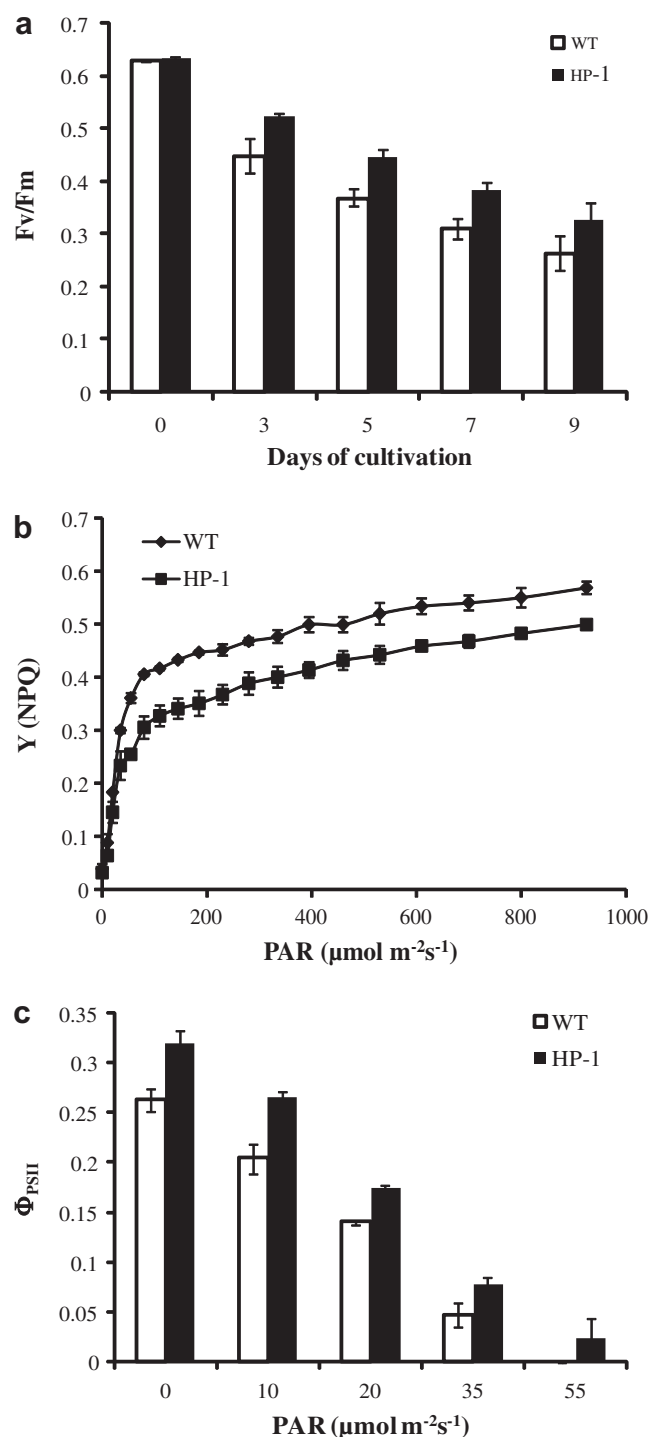 a
WT
HP-1
0.7
0.6
0.5
0.4
0.3
0.2
0.1
0
Fv/Fm
0 3 5 7 9
Days of cultivation
b
WT
HP-1
0.7
0.6
0.5
0.4
0.3
0.2
0.1
0
Y (NPQ)
0 200 400 600 800 1000
PAR (µmol m⁻²s⁻¹)
c
WT
HP-1
0.35
0.3
0.25
0.2
0.15
0.1
0.05
0
Φ_PSII
0 10 20 35 55
PAR (µmol m⁻²s⁻¹)